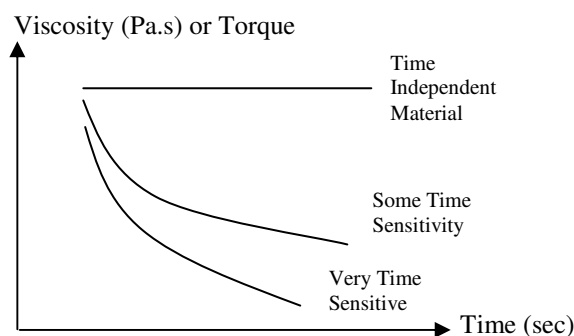 Viscosity (Pa.s) or Torque
Time
Independent
Material
Some Time
Sensitivity
Very Time
Sensitive
Time (sec)